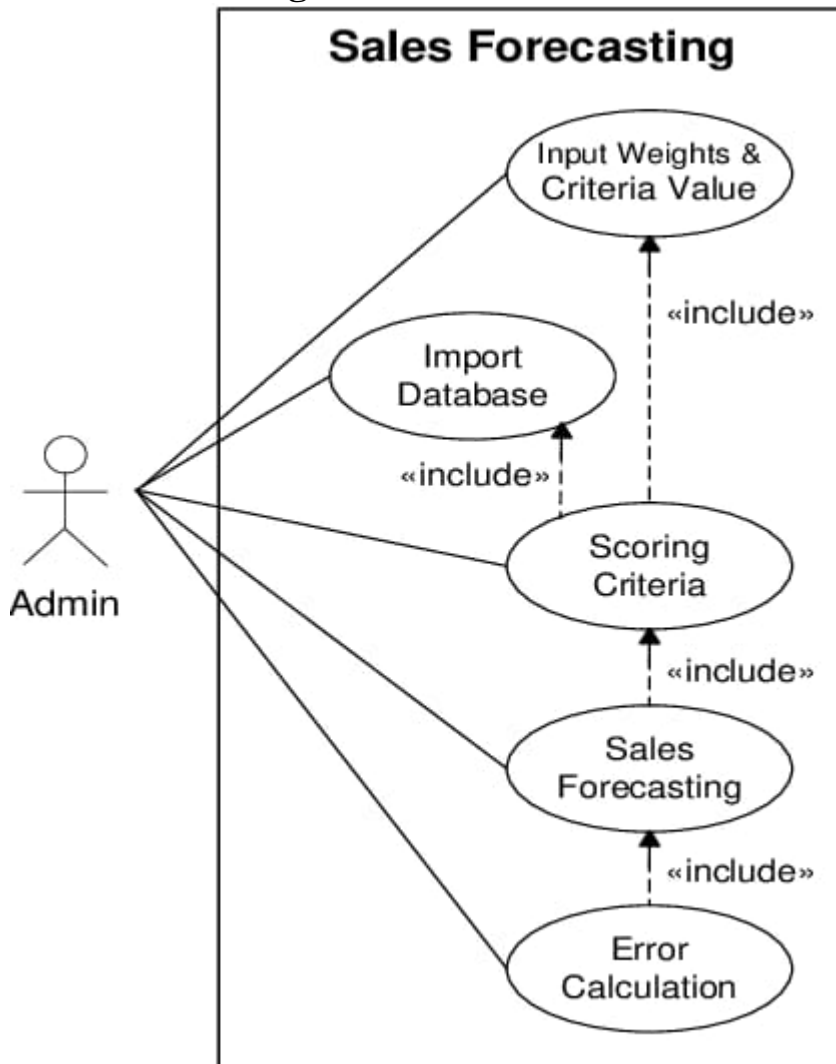 Sales Forecasting
Input Weights &
Criteria Value
«include»
Import
Database
«include»
Scoring
Criteria
Admin
«include»
Sales
Forecasting
«include»
Error
Calculation